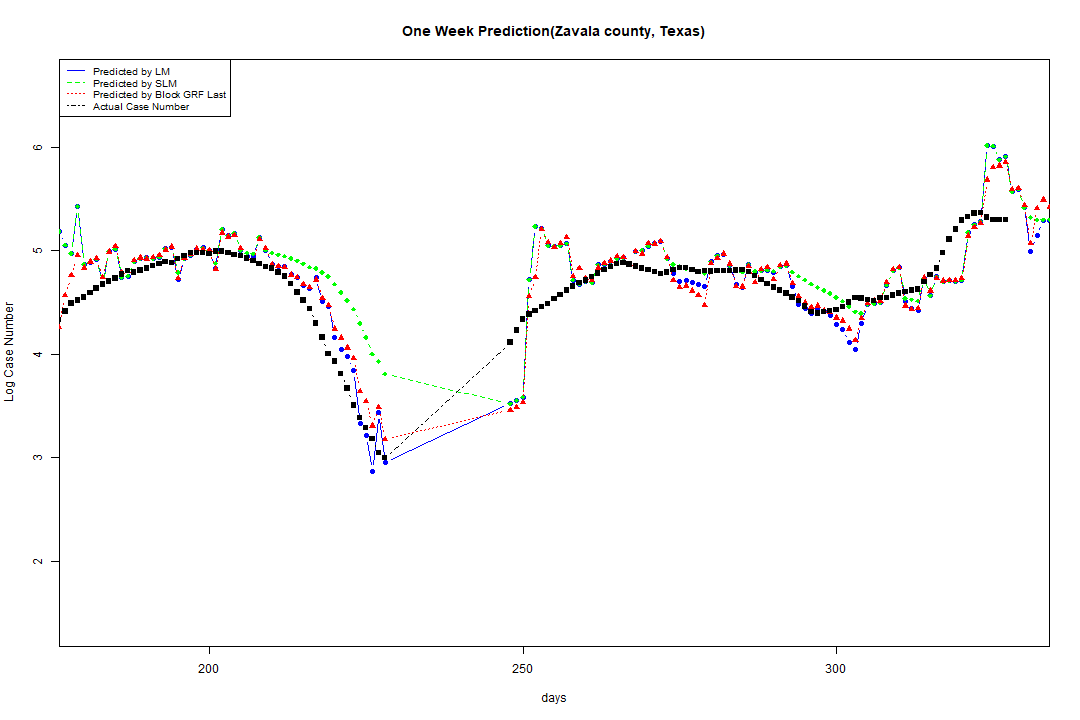 One Week Prediction(Zavala county, Texas)
Predicted by LM
Predicted by SLM
Predicted by Block GRF Last
Actual Case Number
6
5
4
3
2
Log Case Number
200 250 300
days